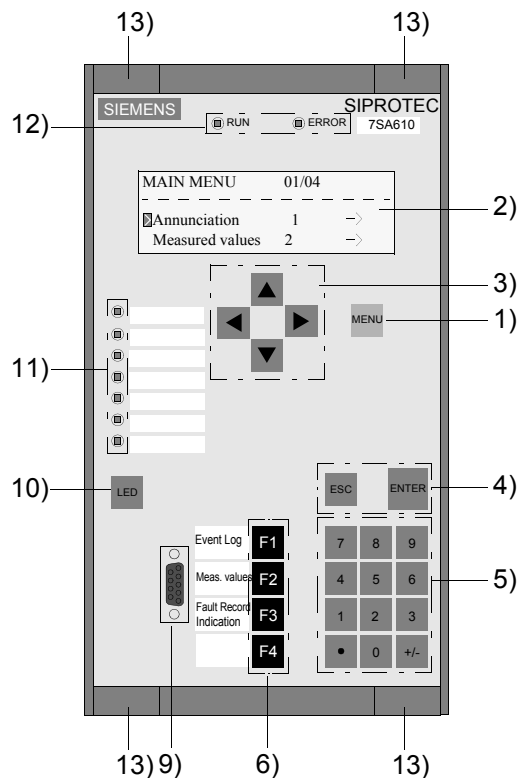 13) 13)
SIEMENS SIPROTEC
12) RUN ERROR 7SA610
MAIN MENU 01/04
2)
Annunciation 1
Measured values 2
3)
MENU 1)
11)
10) LED ESC ENTER 4)
Event Log F1 7 8 9
Meas. values F2 4 5 6 5)
Fault Record
Indication F3 1 2 3
F4 • 0 +/-
13) 9) 6) 13)